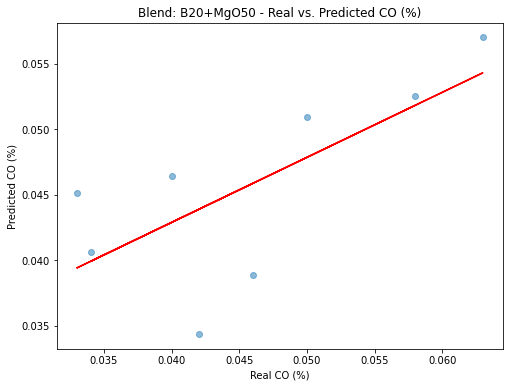 Blend: B20+MgO50 - Real vs. Predicted CO (%)
Predicted CO (%)
0.055
0.050
0.045
0.040
0.035
0.035 0.040 0.045 0.050 0.055 0.060
Real CO (%)